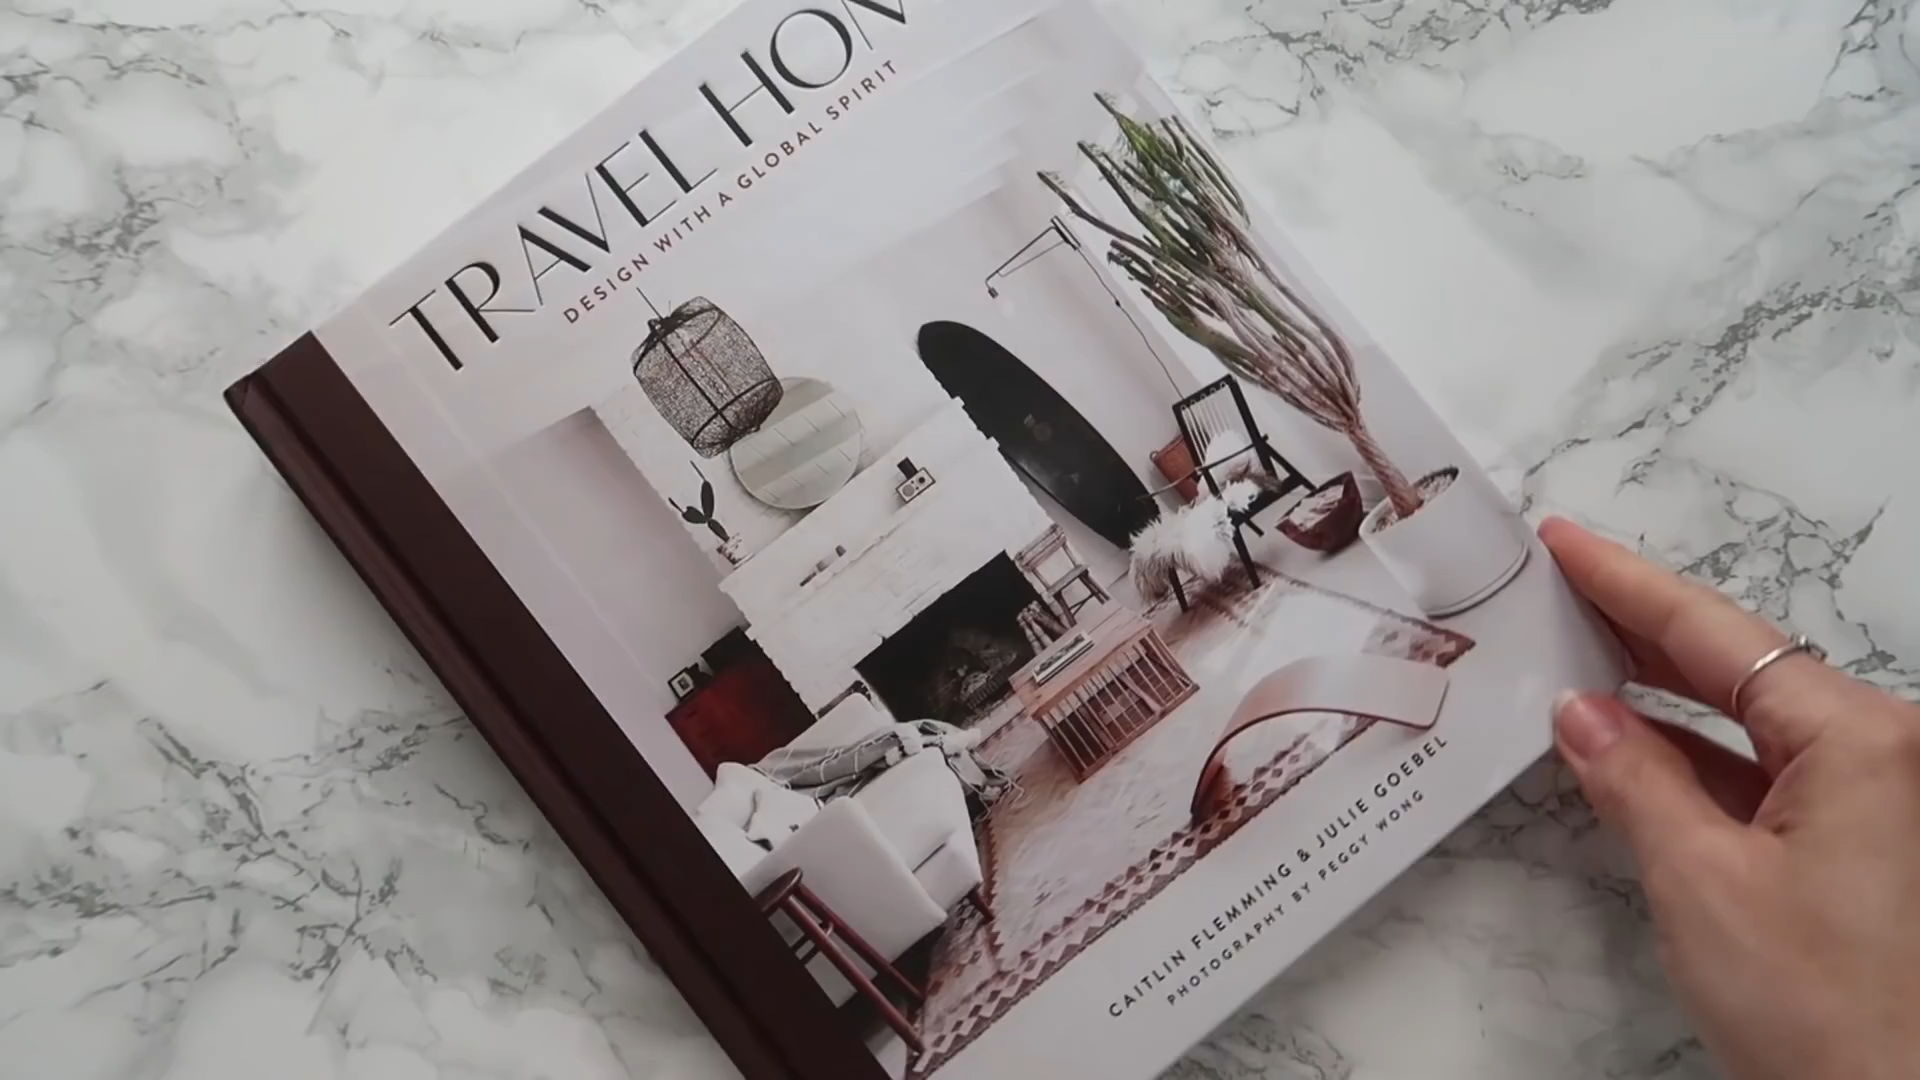 TRAVEL HOM
DESIGN WITH A GLOBAL SPIRIT
CAITLIN FLEMMING & JULIE GOEBEL
PHOTOGRAPHY BY PEGGY WONG